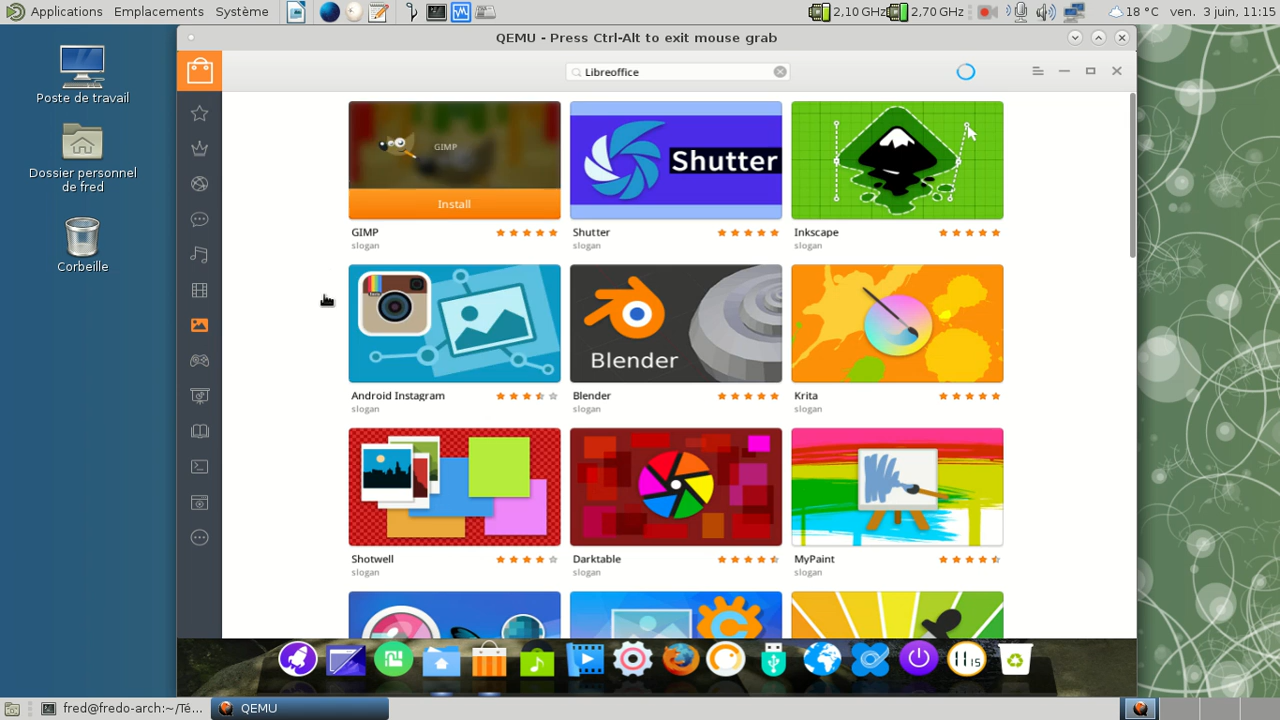 Applications Emplacements Système
2,10 GHz 2,70 GHz 18 °C ven. 3 juin, 11:15
QEMU - Press Ctrl-Alt to exit mouse grab
Poste de travail
Dossier personnel
de fred
Corbeille
Libreoffice
GIMP
Install
Shutter
GIMP
slogan
Shutter
slogan
Inkscape
slogan
Blender
Android Instagram
slogan
Blender
slogan
Krita
slogan
Shotwell
slogan
Darktable
slogan
MyPaint
slogan
11 15
fred@fredo-arch:~/Té...
QEMU